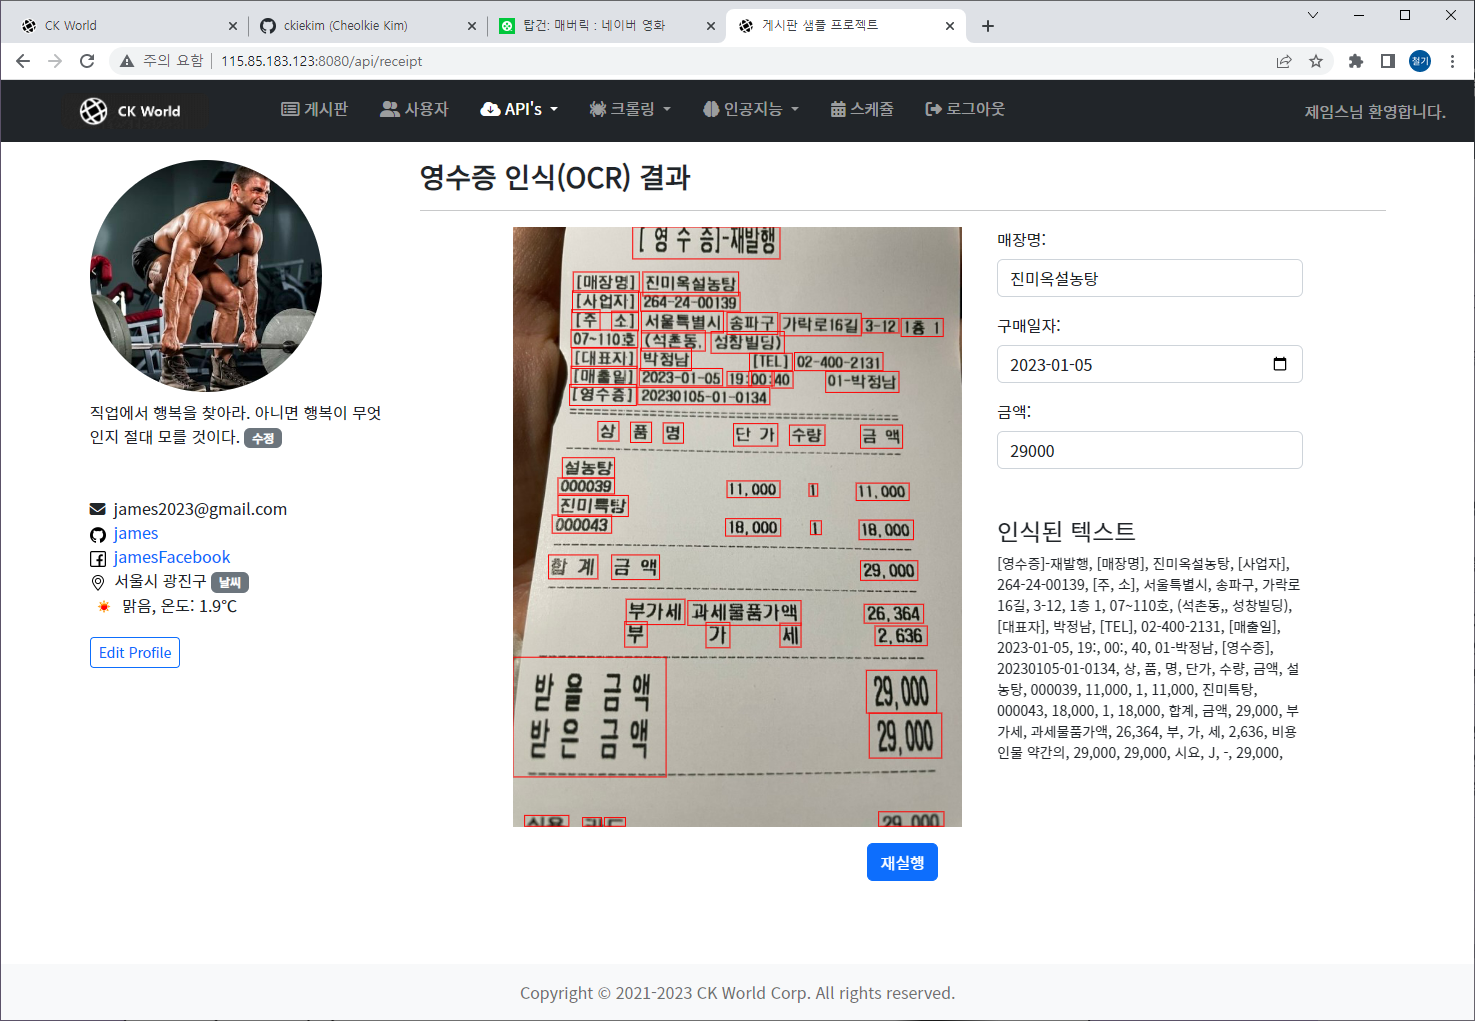 CK World
ckiekim (Cheolkie Kim)
탑건: 매버릭 : 네이버 영화
게시판 샘플 프로젝트
주의 요함
115.85.183.123:8080/api/receipt
철기
CK World
게시판
사용자
API's
크롤링
인공지능
스케쥴
로그아웃
제임스님 환영합니다.
직업에서 행복을 찾아라. 아니면 행복이 무엇
인지 절대 모를 것이다. 수정
james2023@gmail.com
james
jamesFacebook
서울시 광진구 날씨
맑음, 온도: 1.9℃
Edit Profile
영수증 인식(OCR) 결과
[ 영 수 증]-재발행
[매장명] 진미옥설농탕
[사업자] 264-24-00139
[주 소] 서울특별시 송파구 가락로16길 3-12 1층 1
07~110호 (석촌동, 성창빌딩)
[대표자] 박정남 [TEL] 02-400-2131
[매출일] 2023-01-05 19:00:40 01-박정남
[영수증] 20230105-01-0134
상 품 명 단 가 수량 금 액
설농탕
000039 11,000 1 11,000
진미특탕
000043 18,000 1 18,000
합 계 금 액 29,000
부가세 과세물품가액 26,364
부 가 세 2,636
받을 금액 29,000
받은 금액 29,000
신용 카드 29,000
재실행
매장명:
진미옥설농탕
구매일자:
2023-01-05
금액:
29000
인식된 텍스트
[영수증]-재발행, [매장명], 진미옥설농탕, [사업자],
264-24-00139, [주, 소], 서울특별시, 송파구, 가락로
16길, 3-12, 1층 1, 07~110호, (석촌동,, 성창빌딩),
[대표자], 박정남, [TEL], 02-400-2131, [매출일],
2023-01-05, 19:, 00:, 40, 01-박정남, [영수증],
20230105-01-0134, 상, 품, 명, 단가, 수량, 금액, 설
농탕, 000039, 11,000, 1, 11,000, 진미특탕,
000043, 18,000, 1, 18,000, 합계, 금액, 29,000, 부
가세, 과세물품가액, 26,364, 부, 가, 세, 2,636, 비용
인물 약간의, 29,000, 29,000, 시요, J, -, 29,000,
Copyright © 2021-2023 CK World Corp. All rights reserved.